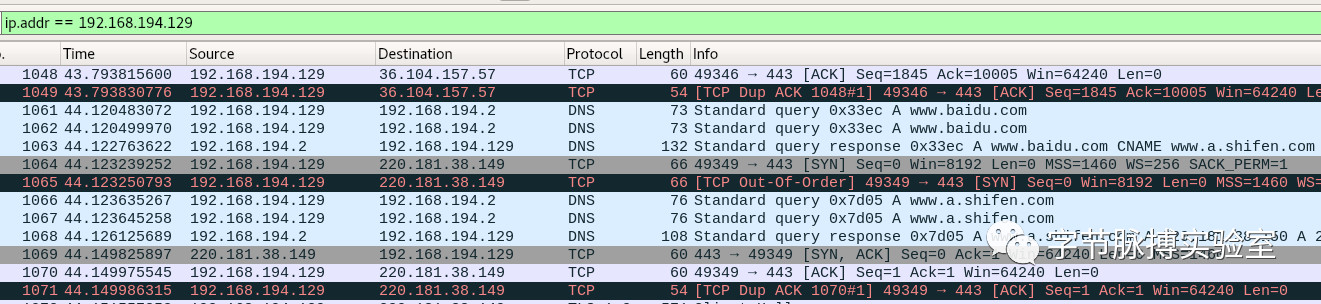 ip.addr == 192.168.194.129
. Time Source Destination Protocol Length Info
1048 43.793815600 192.168.194.129 36.104.157.57 TCP 60 49346 → 443 [ACK] Seq=1845 Ack=10005 Win=64240 Len=0
1049 43.793830776 192.168.194.129 36.104.157.57 TCP 54 [TCP Dup ACK 1048#1] 49346 → 443 [ACK] Seq=1845 Ack=10005 Win=64240 Le
1061 44.120483072 192.168.194.129 192.168.194.2 DNS 73 Standard query 0x33ec A www.baidu.com
1062 44.120499970 192.168.194.129 192.168.194.2 DNS 73 Standard query 0x33ec A www.baidu.com
1063 44.122763622 192.168.194.2 192.168.194.129 DNS 132 Standard query response 0x33ec A www.baidu.com CNAME www.a.shifen.com
1064 44.123239252 192.168.194.129 220.181.38.149 TCP 66 49349 → 443 [SYN] Seq=0 Win=8192 Len=0 MSS=1460 WS=256 SACK_PERM=1
1065 44.123250793 192.168.194.129 220.181.38.149 TCP 66 [TCP Out-Of-Order] 49349 → 443 [SYN] Seq=0 Win=8192 Len=0 MSS=1460 WS=
1066 44.123635267 192.168.194.129 192.168.194.2 DNS 76 Standard query 0x7d05 A www.a.shifen.com
1067 44.123645258 192.168.194.129 192.168.194.2 DNS 76 Standard query 0x7d05 A www.a.shifen.com
1068 44.126125689 192.168.194.2 192.168.194.129 DNS 108 Standard query response 0x7d05 A www.a.shifen.com A 2
字节脉搏实验室
1069 44.149825897 220.181.38.149 192.168.194.129 TCP 60 443 → 49349 [SYN, ACK] Seq=0 Ack=1 Win=64240
1070 44.149975545 192.168.194.129 220.181.38.149 TCP 60 49349 → 443 [ACK] Seq=1 Ack=1 Win=64240 Len=0
1071 44.149986315 192.168.194.129 220.181.38.149 TCP 54 [TCP Dup ACK 1070#1] 49349 → 443 [ACK] Seq=1 Ack=1 Win=64240 Len=0